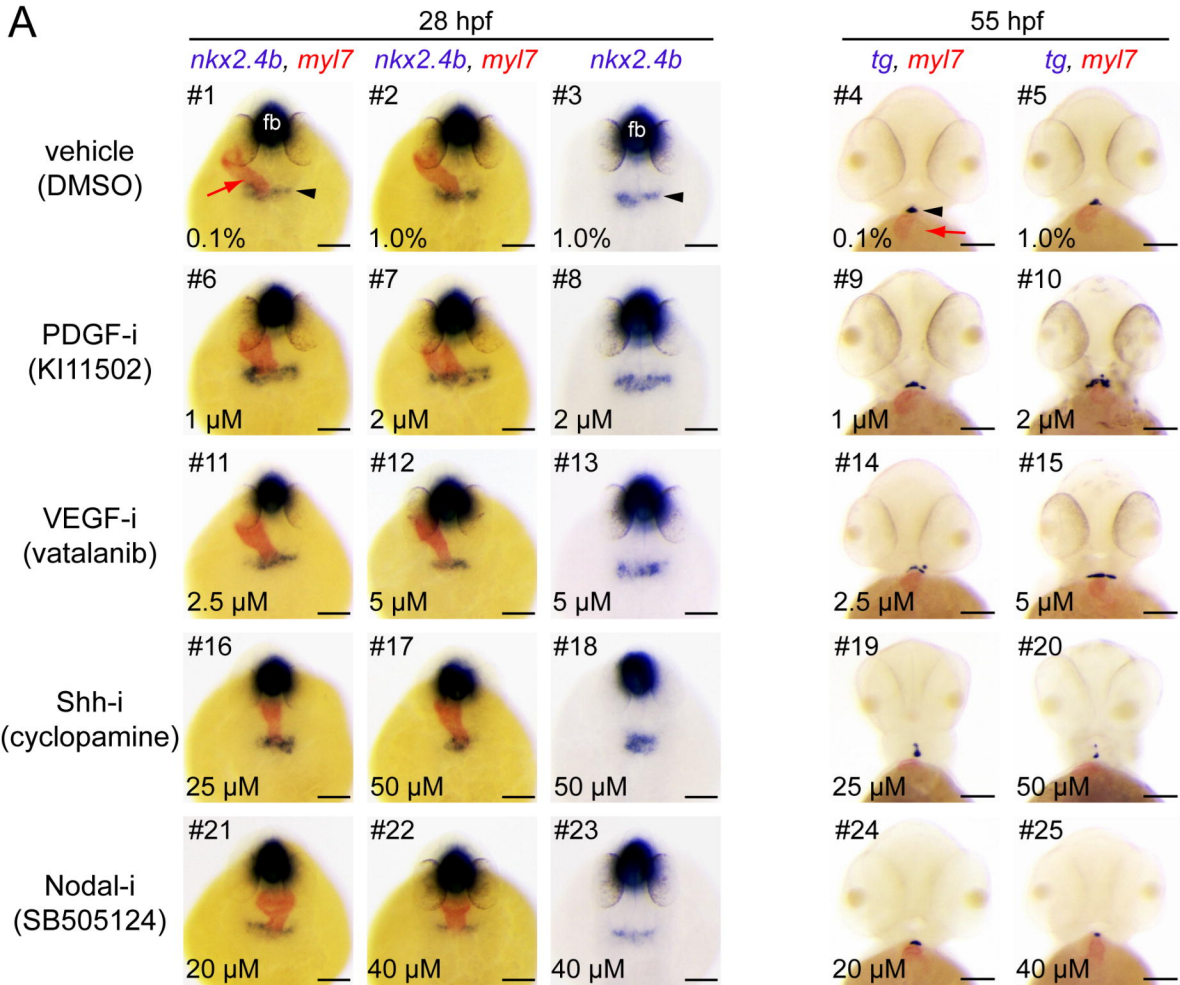 A
28 hpf
55 hpf
nkx2.4b, myl7
nkx2.4b, myl7
nkx2.4b
tg, myl7
tg, myl7
vehicle
(DMSO)
#1
fb
0.1%
#2
1.0%
#3
fb
1.0%
#4
0.1%
#5
1.0%
PDGF-i
(KI11502)
#6
1 µM
#7
2 µM
#8
2 µM
#9
1 µM
#10
2 µM
VEGF-i
(vatalanib)
#11
2.5 µM
#12
5 µM
#13
5 µM
#14
2.5 µM
#15
5 µM
Shh-i
(cyclopamine)
#16
25 µM
#17
50 µM
#18
50 µM
#19
25 µM
#20
50 µM
Nodal-i
(SB505124)
#21
20 µM
#22
40 µM
#23
40 µM
#24
20 µM
#25
40 µM